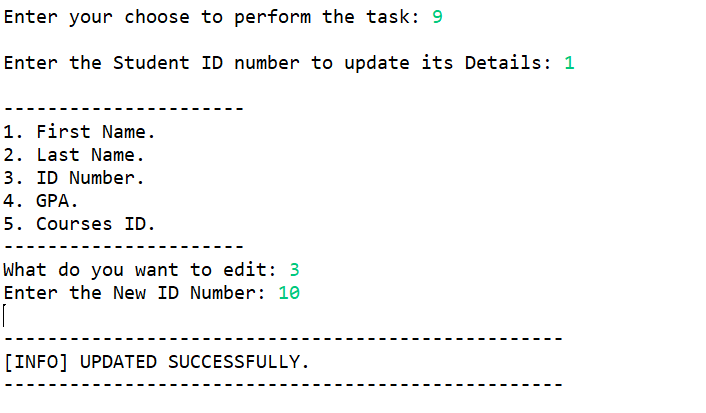 Enter your choose to perform the task: 9
Enter the Student ID number to update its Details: 1
----------------------
1. First Name.
2. Last Name.
3. ID Number.
4. GPA.
5. Courses ID.
----------------------
What do you want to edit: 3
Enter the New ID Number: 10
---------------------------------------------------
[INFO] UPDATED SUCCESSFULLY.
---------------------------------------------------